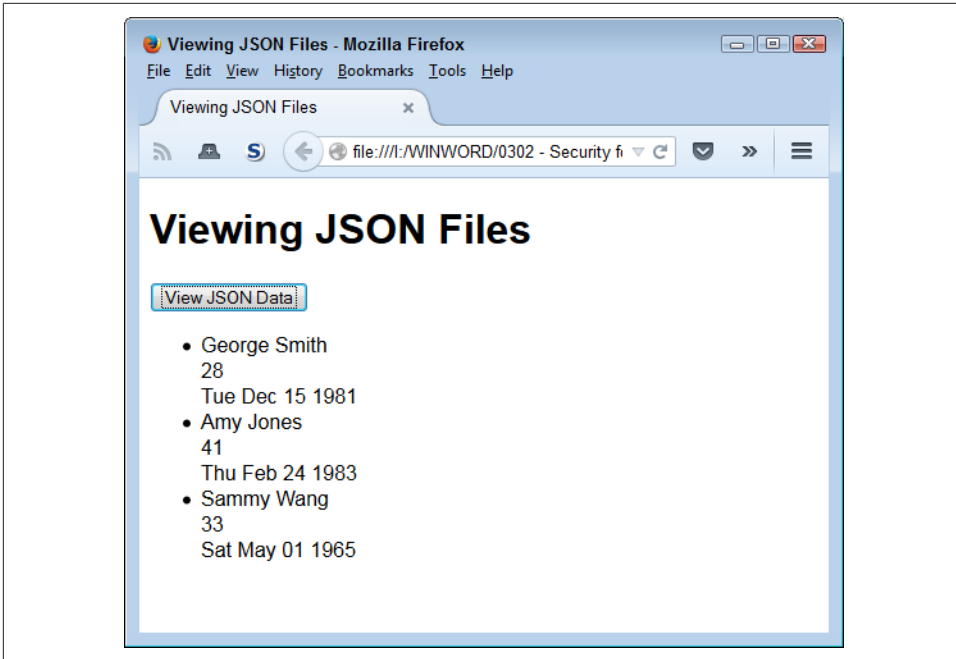 Viewing JSON Files - Mozilla Firefox
File Edit View History Bookmarks Tools Help
Viewing JSON Files
S
file:///I:/WINWORD/0302 - Security
Viewing JSON Files
View JSON Data
George Smith
28
Tue Dec 15 1981
Amy Jones
41
Thu Feb 24 1983
Sammy Wang
33
Sat May 01 1965